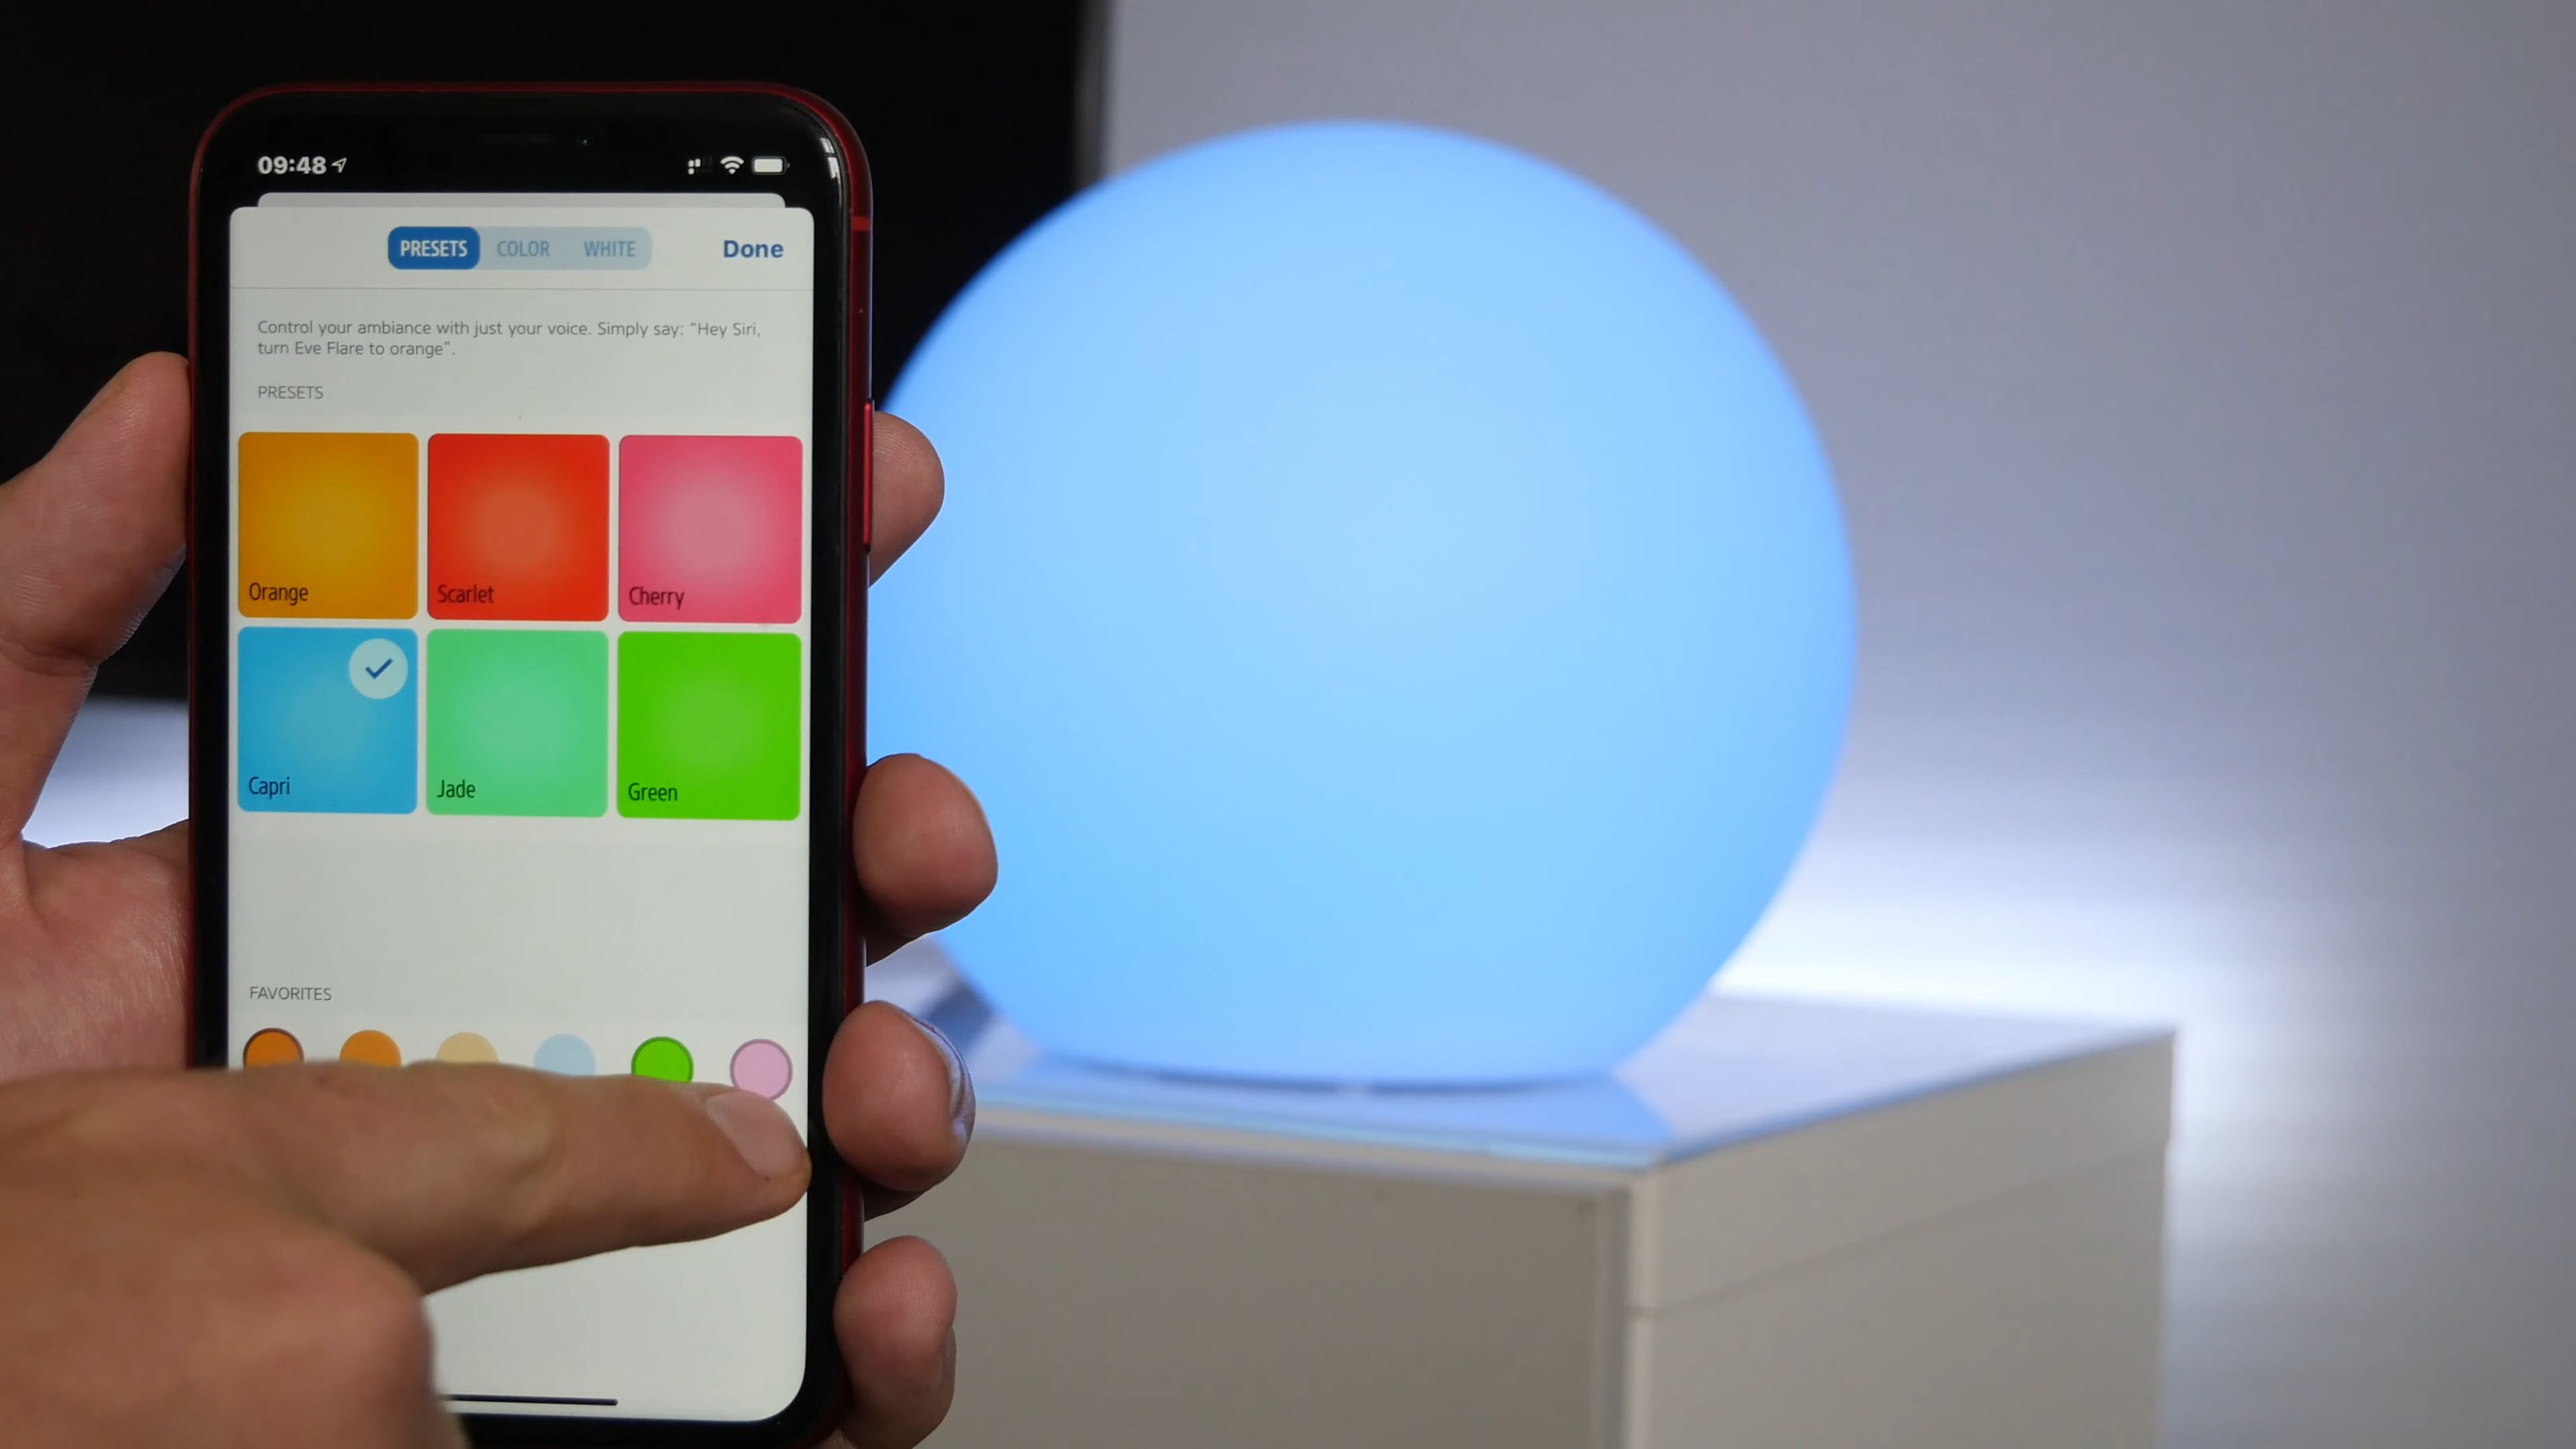 09:48
PRESETS COLOR WHITE Done
Control your ambiance with just your voice. Simply say: “Hey Siri,
turn Eve Flare to orange”.
PRESETS
Orange Scarlet Cherry
Capri Jade Green
FAVORITES